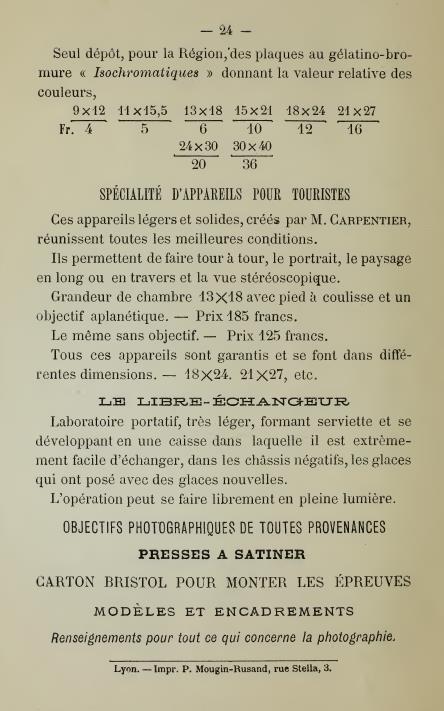 — 24 —
Seul dépôt, pour la Région, des plaques au gélatino-bro-
mure « Isochromatiques » donnant la valeur relative des
couleurs,
9×12 11×15,5 13×18 15×21 18×24 21×27
Fr. 4 5 6 10 12 16
24×30 30×40
20 36
SPÉCIALITÉ D'APPAREILS POUR TOURISTES
Ces appareils légers et solides, créés par M. CARPENTIER,
réunissent toutes les meilleures conditions.
Ils permettent de faire tour à tour, le portrait, le paysage
en long ou en travers et la vue stéréoscopique.
Grandeur de chambre 13×18 avec pied à coulisse et un
objectif aplanétique. — Prix 185 francs.
Le même sans objectif. — Prix 125 francs.
Tous ces appareils sont garantis et se font dans diffé-
rentes dimensions. — 18×24. 21×27, etc.
LE LIBRE-ÉCHANGEUR
Laboratoire portatif, très léger, formant serviette et se
développant en une caisse dans laquelle il est extrême-
ment facile d'échanger, dans les châssis négatifs, les glaces
qui ont posé avec des glaces nouvelles.
L'opération peut se faire librement en pleine lumière.
OBJECTIFS PHOTOGRAPHIQUES DE TOUTES PROVENANCES
PRESSES A SATINER
CARTON BRISTOL POUR MONTER LES ÉPREUVES
MODÈLES ET ENCADREMENTS
Renseignements pour tout ce qui concerne la photographie.
Lyon. — Impr. P. Mougin-Rusand, rue Stella, 3.